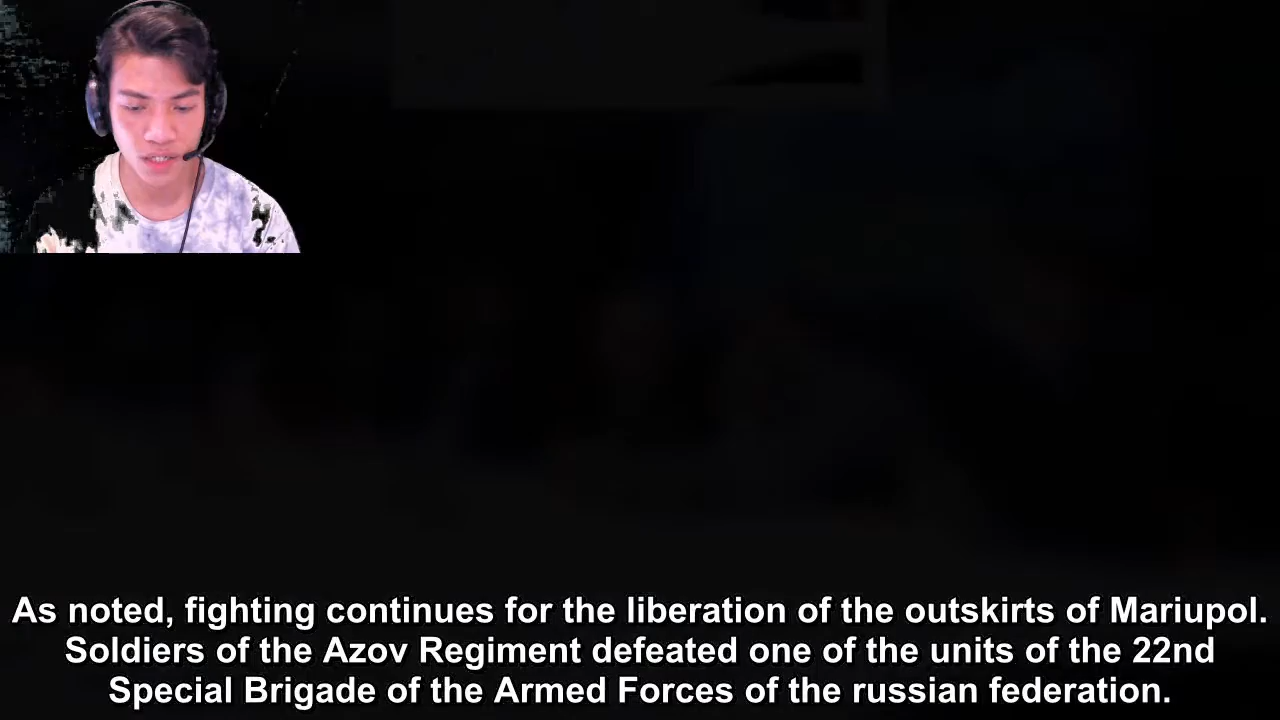 As noted, fighting continues for the liberation of the outskirts of Mariupol.
Soldiers of the Azov Regiment defeated one of the units of the 22nd
Special Brigade of the Armed Forces of the russian federation.